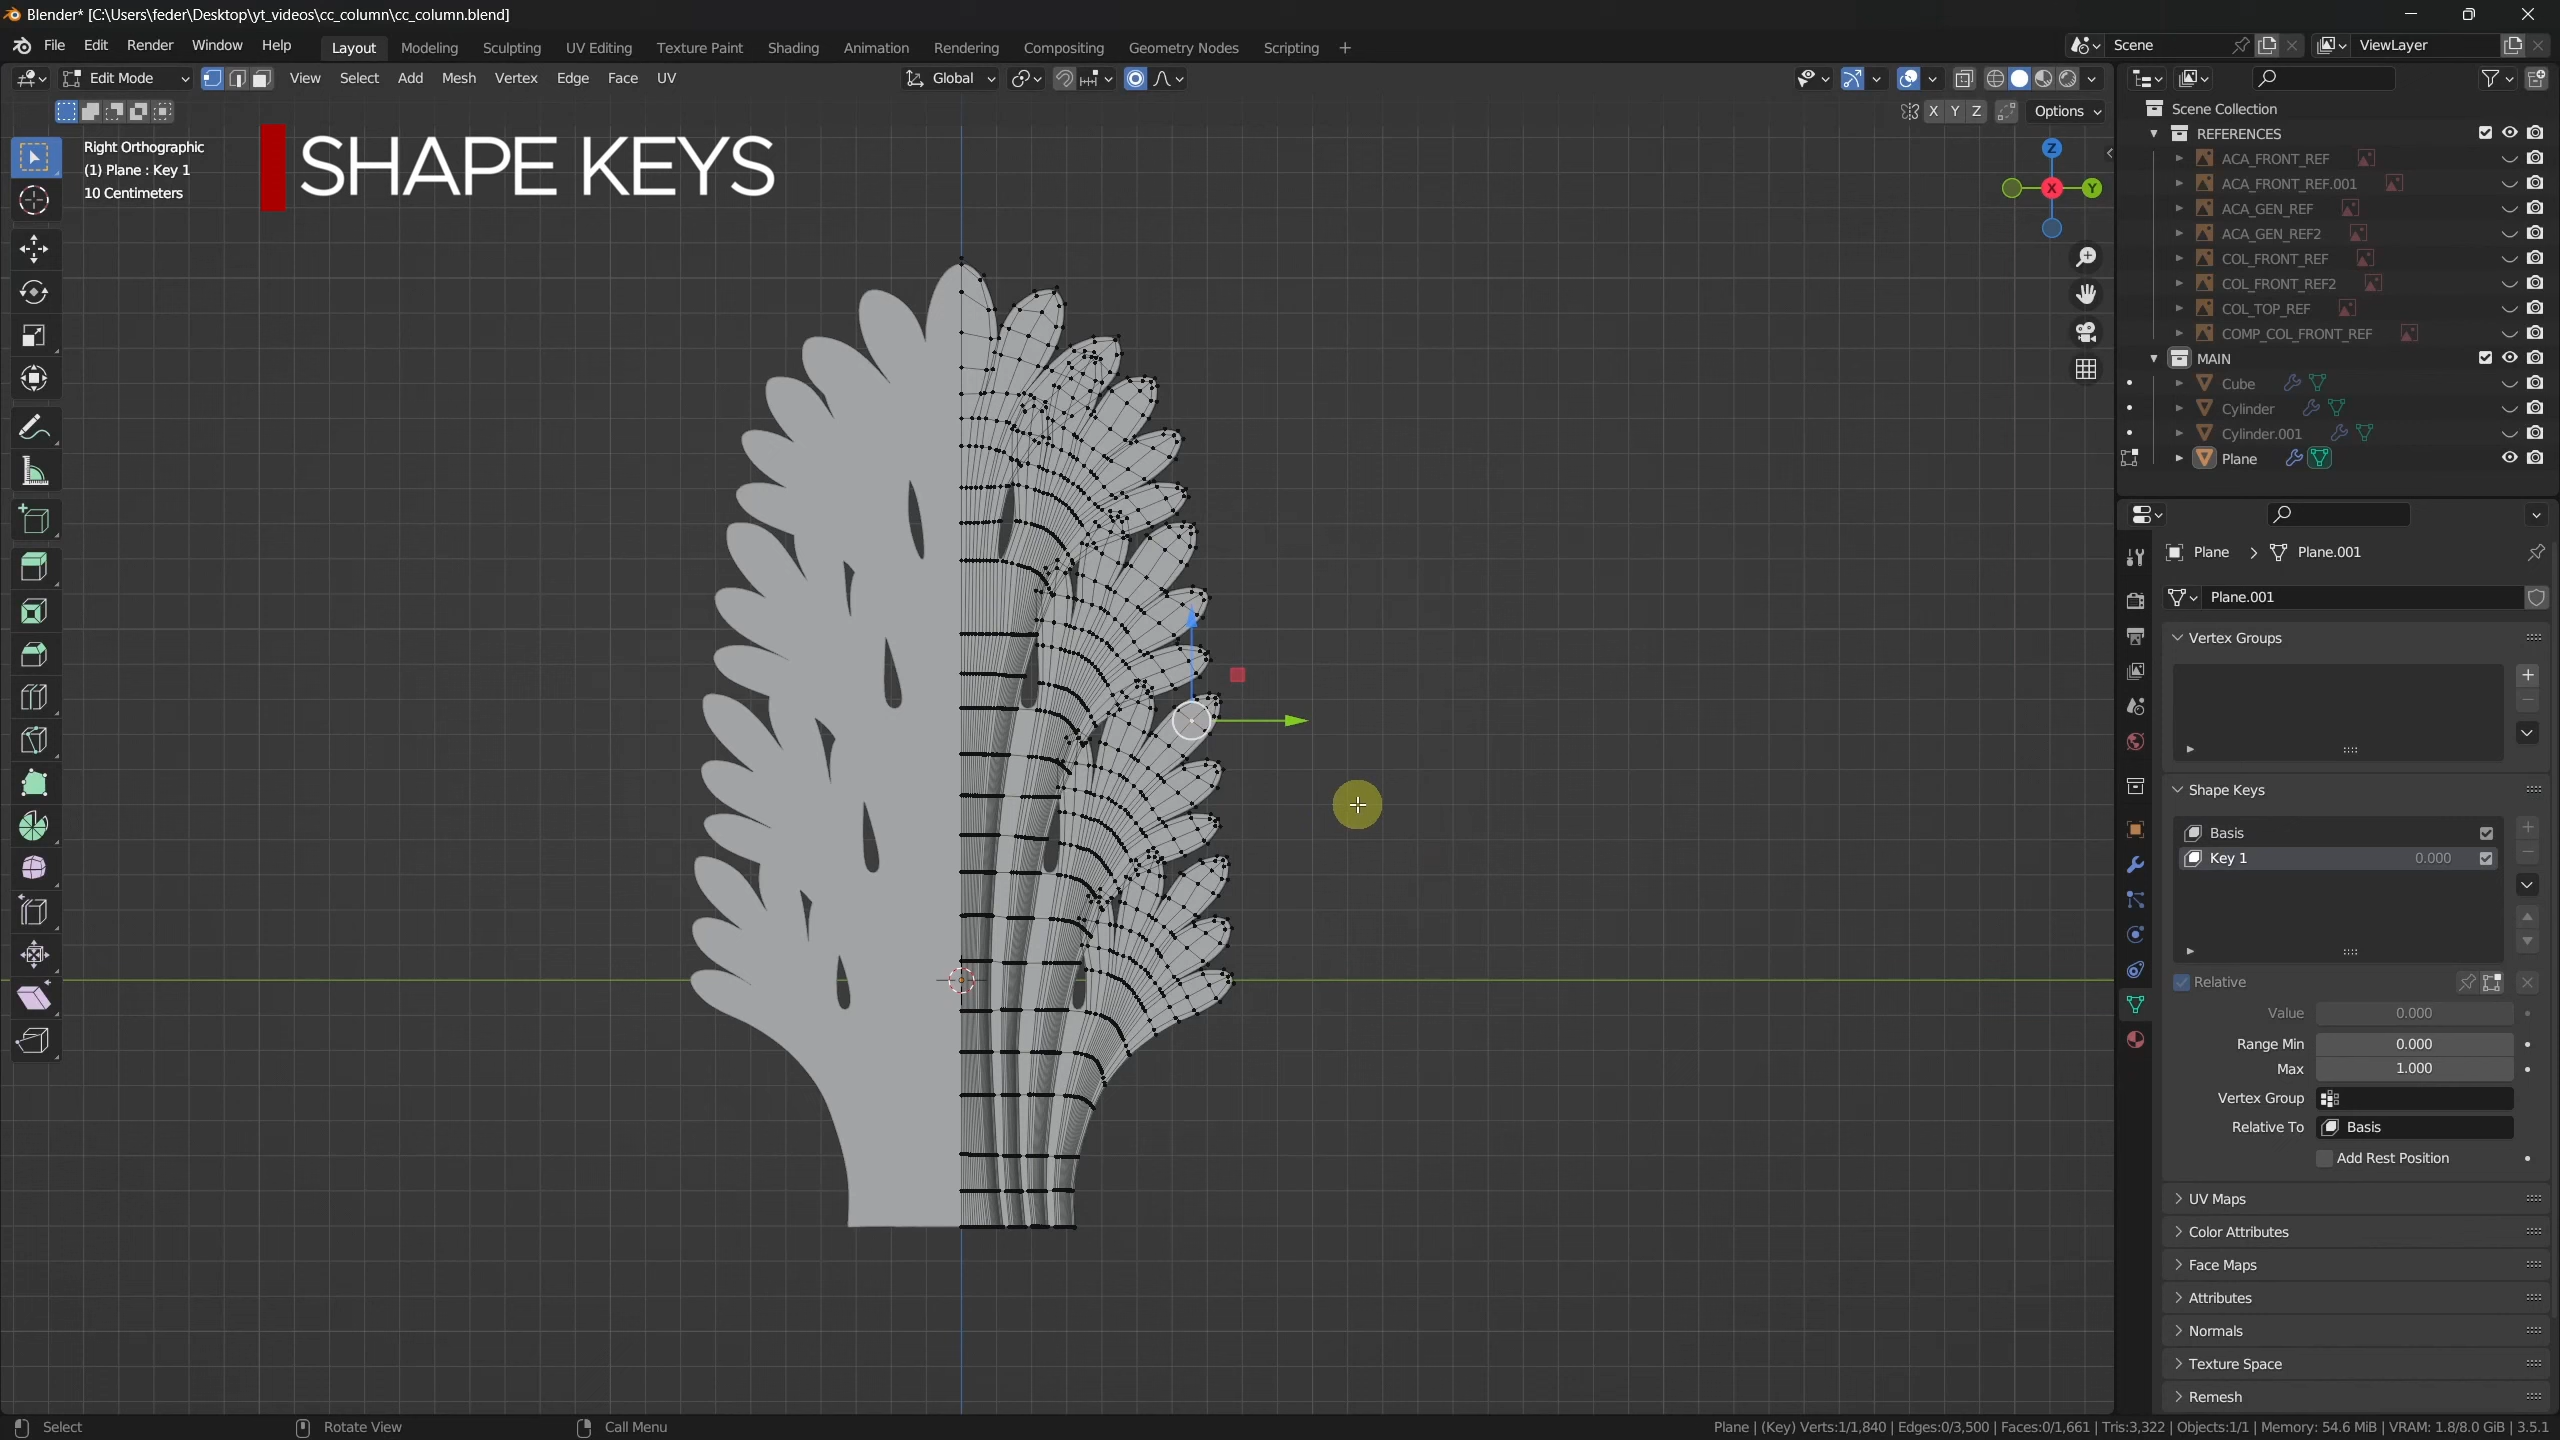 Blender* [C:\Users\feder\Desktop\yt_videos\cc_column\cc_column.blend]
File Edit Render Window Help Layout Modeling Sculpting UV Editing Texture Paint Shading Animation Rendering Compositing Geometry Nodes Scripting + Scene ViewLayer
Edit Mode View Select Add Mesh Vertex Edge Face UV Global
X Y Z Options
Right Orthographic
(1) Plane : Key 1
10 Centimeters
SHAPE KEYS
Z
X
Y
Scene Collection
REFERENCES
ACA_FRONT_REF
ACA_FRONT_REF.001
ACA_GEN_REF
ACA_GEN_REF2
COL_FRONT_REF
COL_FRONT_REF2
COL_TOP_REF
COMP_COL_FRONT_REF
MAIN
Cube
Cylinder
Cylinder.001
Plane
Plane > Plane.001
Plane.001
Vertex Groups
Shape Keys
Basis
Key 1 0.000
Relative
Value 0.000
Range Min 0.000
Max 1.000
Vertex Group
Relative To Basis
Add Rest Position
UV Maps
Color Attributes
Face Maps
Attributes
Normals
Texture Space
Remesh
Select Rotate View Call Menu Plane | (Key) Verts:1/1,840 | Edges:0/3,500 | Faces:0/1,661 | Tris:3,322 | Objects:1/1 | Memory: 54.6 MiB | VRAM: 1.8/8.0 GiB | 3.5.1